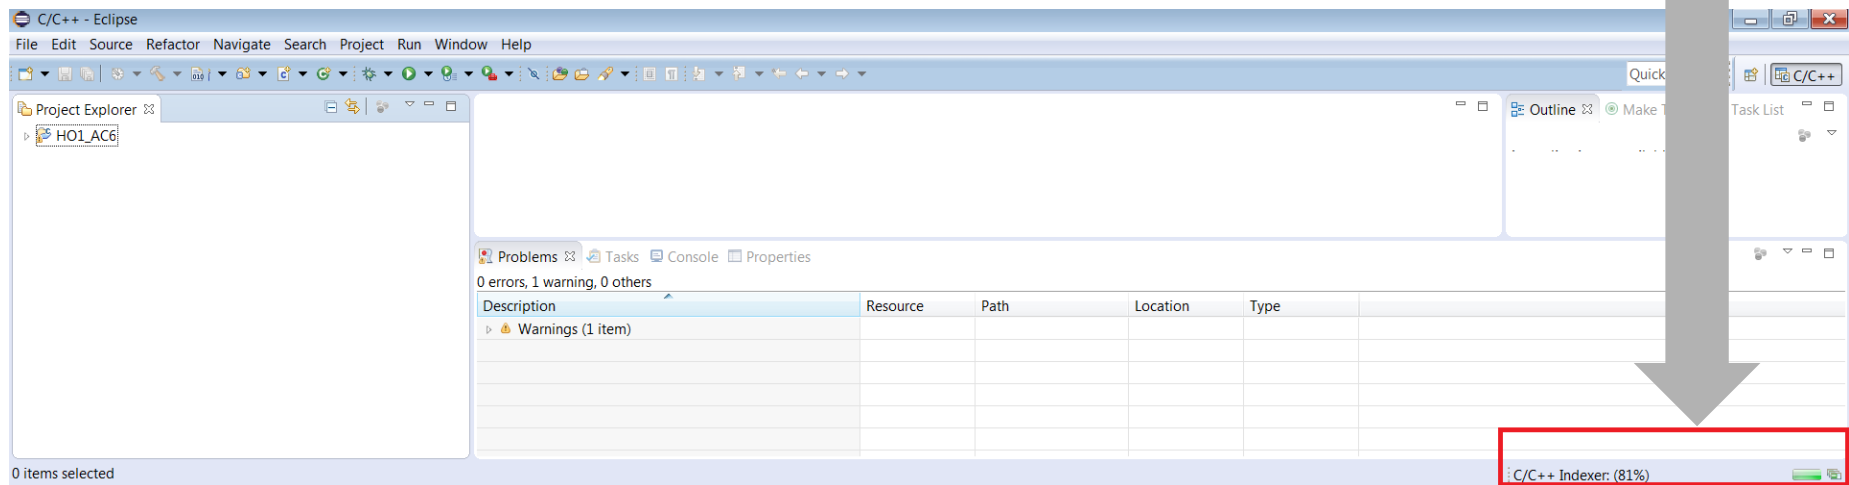 C/C++ - Eclipse
File Edit Source Refactor Navigate Search Project Run Window Help
Quick
C/C++
Project Explorer
Outline
Make T
Task List
HO1_AC6
Problems Tasks Console Properties
0 errors, 1 warning, 0 others
Description Resource Path Location Type
Warnings (1 item)
0 items selected
C/C++ Indexer: (81%)